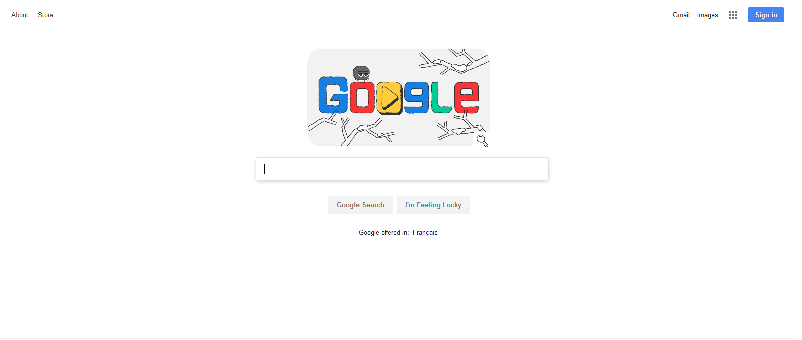 About Store
Gmail Images Sign in
Google
Google Search I'm Feeling Lucky
Google offered in: Français